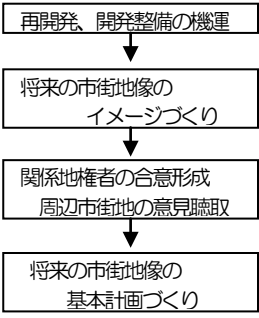 再開発、開発整備の機運
将来の市街地像の
イメージづくり
関係地権者の合意形成
周辺市街地の意見聴取
将来の市街地像の
基本計画づくり